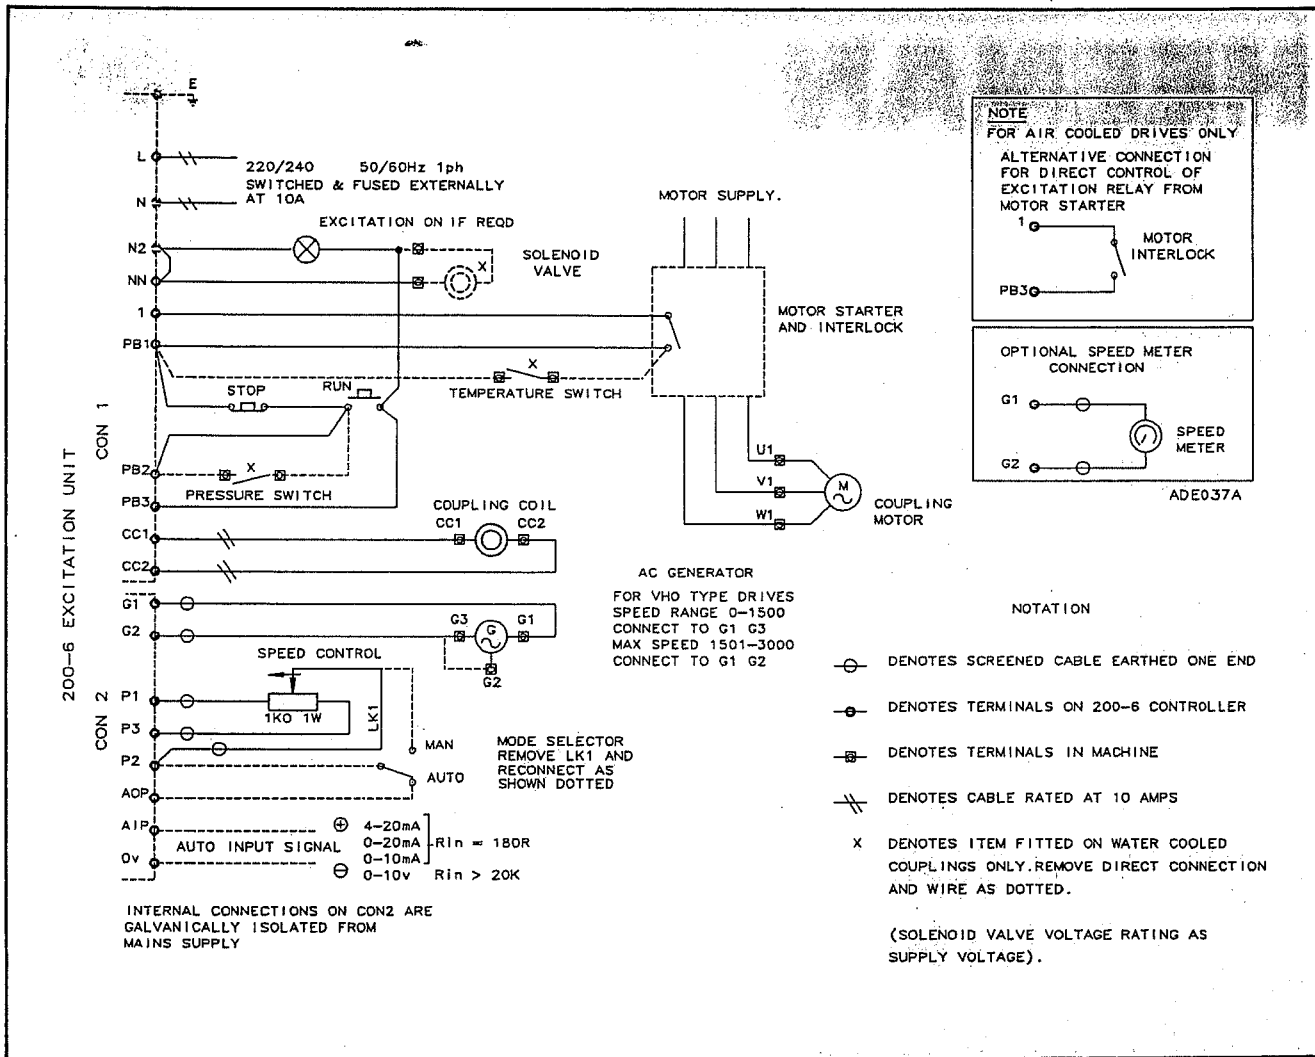 E
L
220/240 50/60Hz 1ph
SWITCHED & FUSED EXTERNALLY
AT 10A
N
EXCITATION ON IF REQD
N2
NN
X
SOLENOID
VALVE
1
PB1
X
TEMPERATURE SWITCH
STOP
RUN
PB2
X
PRESSURE SWITCH
PB3
COUPLING COIL
CC1
CC1 CC2
CC2
200-6 EXCITATION UNIT
CON 1
CON 2
MOTOR SUPPLY.
MOTOR STARTER
AND INTERLOCK
U1
V1
W1
M
COUPLING
MOTOR
G1
G2
G3
G
G1
G2
AC GENERATOR
FOR VHO TYPE DRIVES
SPEED RANGE 0-1500
CONNECT TO G1 G3
MAX SPEED 1501-3000
CONNECT TO G1 G2
SPEED CONTROL
P1
1KO 1W
LK1
P3
P2
MAN
AUTO
AOP
MODE SELECTOR
REMOVE LK1 AND
RECONNECT AS
SHOWN DOTTED
AIP
0v
AUTO INPUT SIGNAL
+ 4-20mA
0-20mA Rin = 180R
0-10mA
- 0-10v Rin > 20K
INTERNAL CONNECTIONS ON CON2 ARE
GALVANICALLY ISOLATED FROM
MAINS SUPPLY
NOTE
FOR AIR COOLED DRIVES ONLY
ALTERNATIVE CONNECTION
FOR DIRECT CONTROL OF
EXCITATION RELAY FROM
MOTOR STARTER
1
MOTOR
INTERLOCK
PB3
OPTIONAL SPEED METER
CONNECTION
G1
SPEED
METER
G2
ADE037A
NOTATION
DENOTES SCREENED CABLE EARTHED ONE END
DENOTES TERMINALS ON 200-6 CONTROLLER
DENOTES TERMINALS IN MACHINE
DENOTES CABLE RATED AT 10 AMPS
X DENOTES ITEM FITTED ON WATER COOLED
COUPLINGS ONLY.REMOVE DIRECT CONNECTION
AND WIRE AS DOTTED.
(SOLENOID VALVE VOLTAGE RATING AS
SUPPLY VOLTAGE).